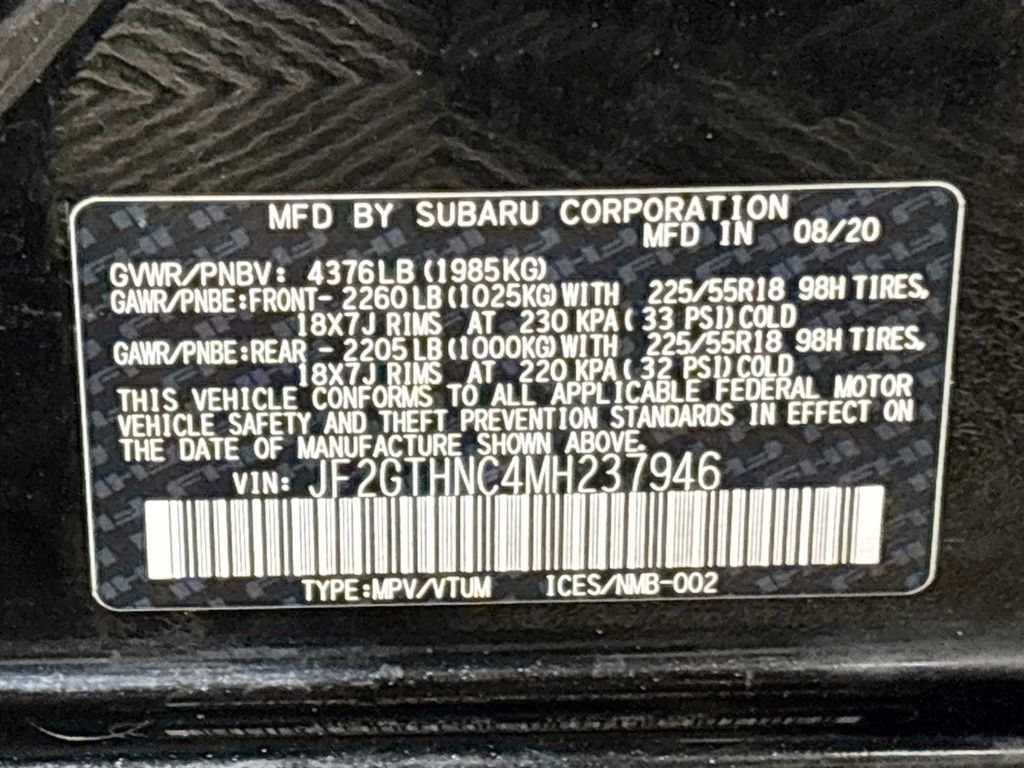 MFD BY SUBARU CORPORATION
MFD IN 08/20
GVWR/PNBV: 4376LB (1985KG)
GAWR/PNBE:FRONT- 2260LB (1025KG) WITH 225/55R18 98H TIRES,
18X7J RIMS AT 230 KPA( 33 PSI) COLD
GAWR/PNBE:REAR - 2205LB (1000KG) WITH 225/55R18 98H TIRES,
18X7J RIMS AT 220 KPA( 32 PSI) COLD
THIS VEHICLE CONFORMS TO ALL APPLICABLE FEDERAL MOTOR
VEHICLE SAFETY AND THEFT PREVENTION STANDARDS IN EFFECT ON
THE DATE OF MANUFACTURE SHOWN ABOVE.
VIN: JF2GTHNC4MH237946
TYPE:MPV/VTUM ICES/NMB-002